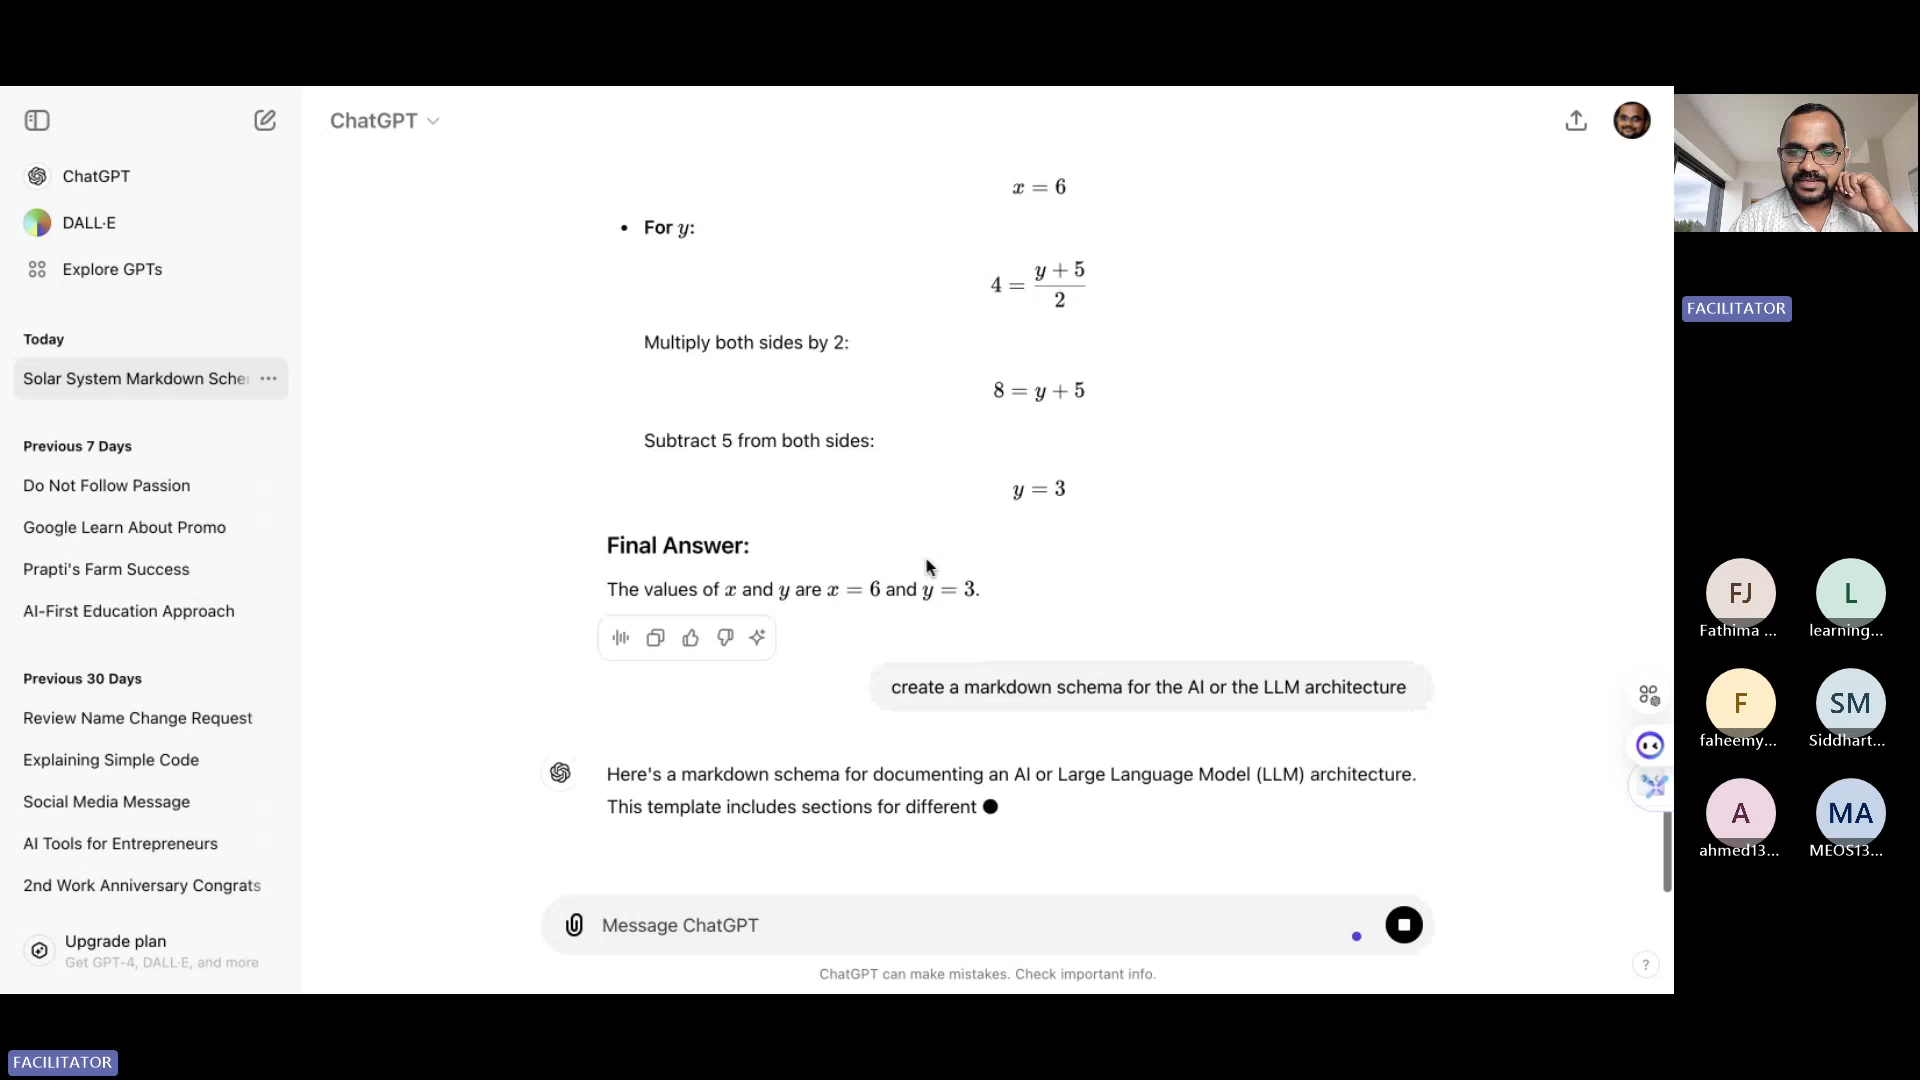 ChatGPT
DALL·E
Explore GPTs
Today
Solar System Markdown Sche
Previous 7 Days
Do Not Follow Passion
Google Learn About Promo
Prapti's Farm Success
AI-First Education Approach
Previous 30 Days
Review Name Change Request
Explaining Simple Code
Social Media Message
AI Tools for Entrepreneurs
2nd Work Anniversary Congrats
Upgrade plan
Get GPT-4, DALL·E, and more
ChatGPT
x = 6
• For y:
4 = (y + 5)/2
Multiply both sides by 2:
8 = y + 5
Subtract 5 from both sides:
y = 3
Final Answer:
The values of x and y are x = 6 and y = 3.
create a markdown schema for the AI or the LLM architecture
Here's a markdown schema for documenting an AI or Large Language Model (LLM) architecture.
This template includes sections for different
Message ChatGPT
ChatGPT can make mistakes. Check important info.
?
FACILITATOR
FJ
Fathima ...
L
learning...
F
faheemy...
SM
Siddhart...
A
ahmed13...
MA
MEOS13...
FACILITATOR